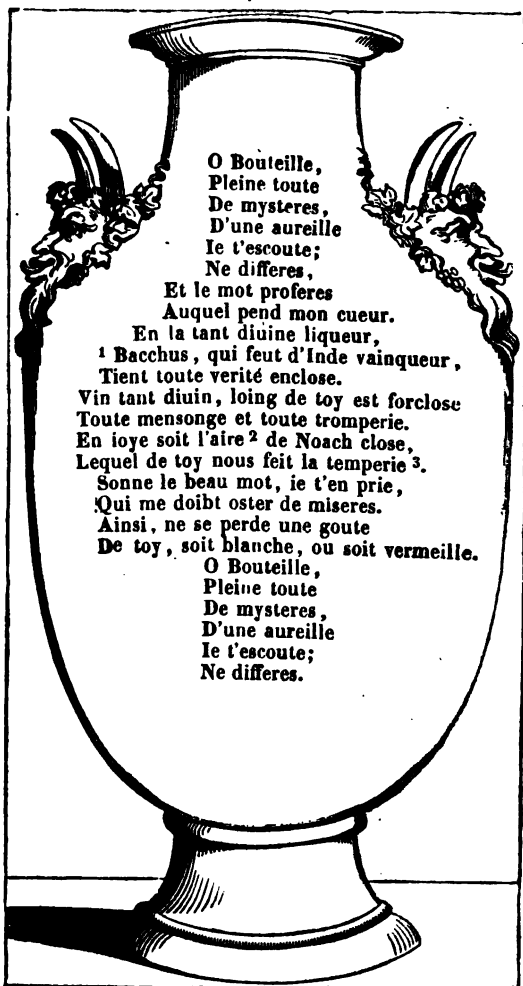 O Bouteille,
Pleine toute
De mysteres,
D'une aureille
Ie t'escoute;
Ne differes,
Et le mot proferes
Auquel pend mon cueur.
En la tant diuine liqueur,
¹ Bacchus, qui feut d'Inde vainqueur,
Tient toute verité enclose.
Vin tant diuin, loing de toy est forclose
Toute mensonge et toute tromperie.
En ioye soit l'aire ² de Noach close,
Lequel de toy nous feit la temperie ³.
Sonne le beau mot, ie t'en prie,
Qui me doibt oster de miseres.
Ainsi, ne se perde une goute
De toy, soit blanche, ou soit vermeille.
O Bouteille,
Pleine toute
De mysteres,
D'une aureille
Ie t'escoute;
Ne differes.